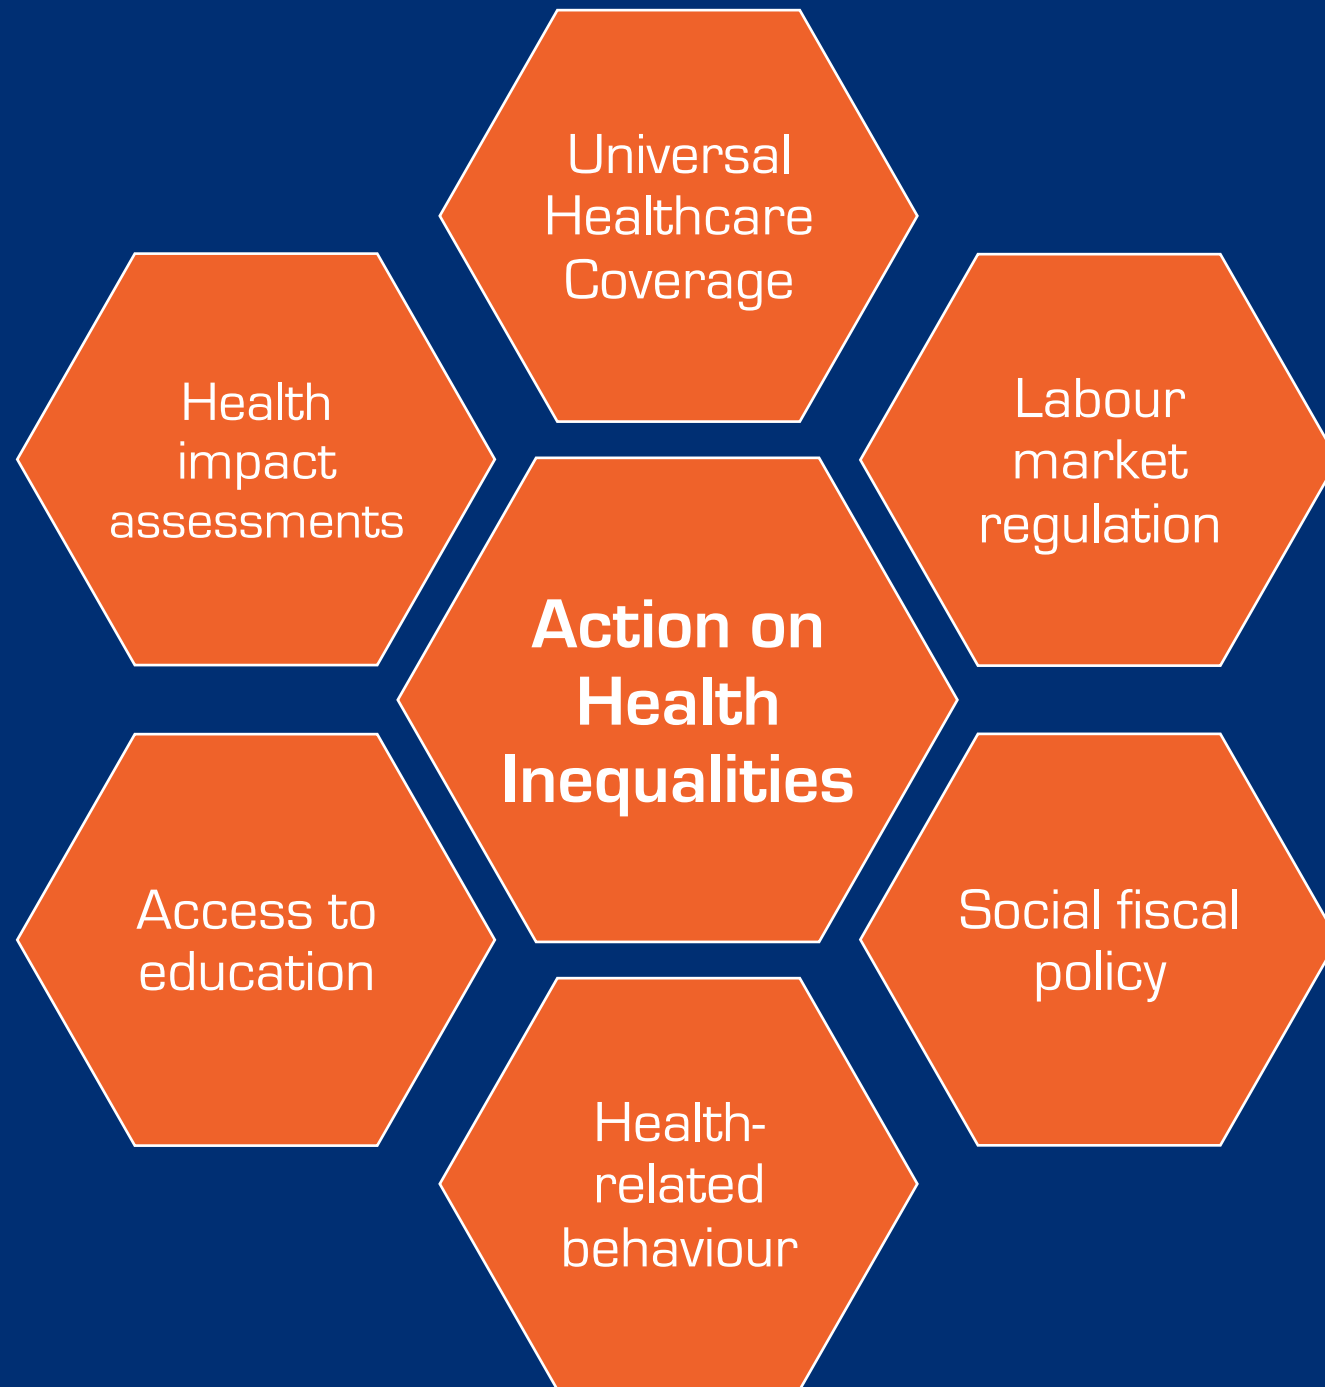 Universal
Healthcare
Coverage
Health
impact
assessments
Labour
market
regulation
Action on
Health
Inequalities
Access to
education
Social fiscal
policy
Health-
related
behaviour